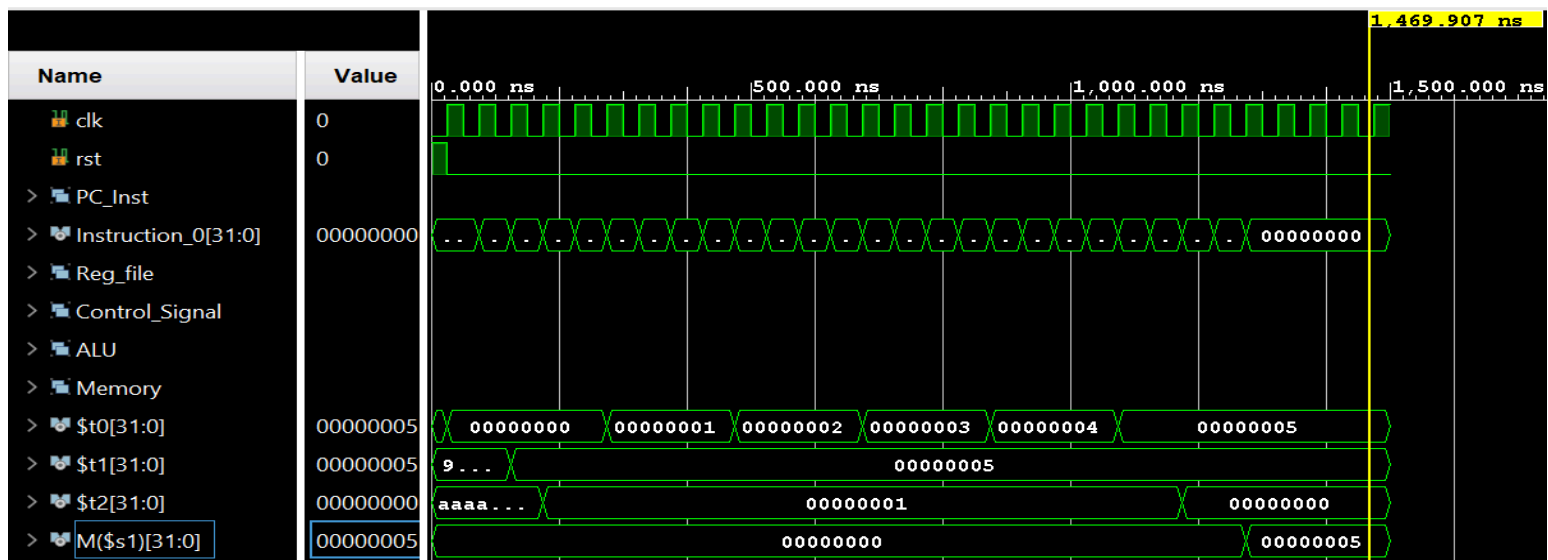 1,469.907 ns
Name Value 0.000 ns 500.000 ns 1,000.000 ns 1,500.000 ns
clk 0
rst 0
> PC_Inst
> Instruction_0[31:0] 00000000 .. . . . . . . . . . . . . . . . . . . . . . . . . 00000000
> Reg_file
> Control_Signal
> ALU
> Memory
> $t0[31:0] 00000005 00000000 00000001 00000002 00000003 00000004 00000005
> $t1[31:0] 00000005 9... 00000005
> $t2[31:0] 00000000 aaaa... 00000001 00000000
> M($s1)[31:0] 00000005 00000000 00000005